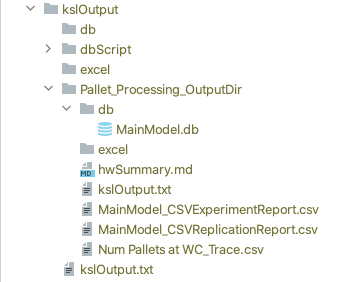 kslOutput
db
dbScript
excel
Pallet_Processing_OutputDir
db
MainModel.db
excel
MD↓ hwSummary.md
kslOutput.txt
MainModel_CSVExperimentReport.csv
MainModel_CSVReplicationReport.csv
Num Pallets at WC_Trace.csv
kslOutput.txt